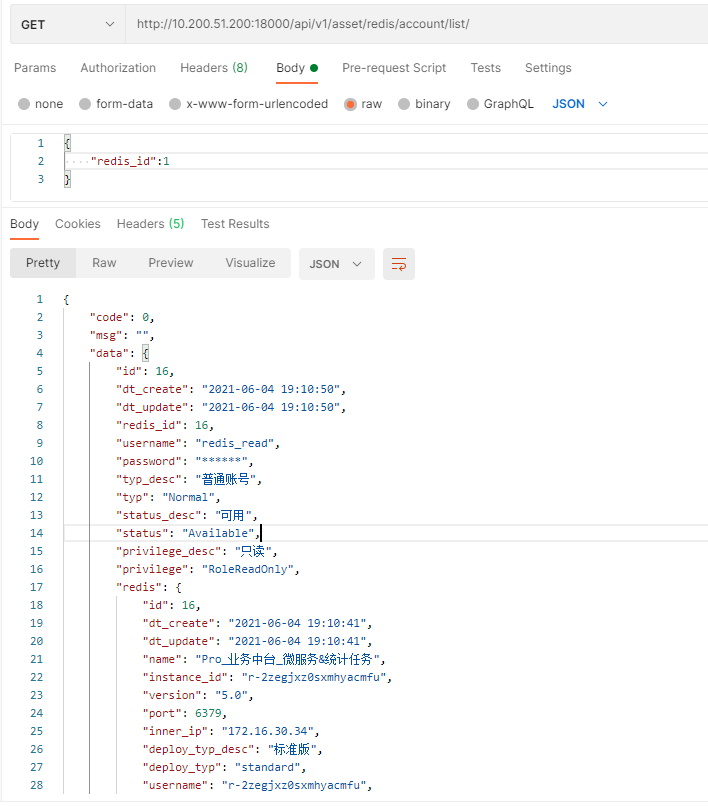 GET http://10.200.51.200:18000/api/v1/asset/redis/account/list/
Params Authorization Headers (8) Body Pre-request Script Tests Settings
none form-data x-www-form-urlencoded raw binary GraphQL JSON
1 {
2 ····"redis_id":1
3 }
Body Cookies Headers (5) Test Results
Pretty Raw Preview Visualize JSON
1 {
2 "code": 0,
3 "msg": "",
4 "data": {
5 "id": 16,
6 "dt_create": "2021-06-04 19:10:50",
7 "dt_update": "2021-06-04 19:10:50",
8 "redis_id": 16,
9 "username": "redis_read",
10 "password": "******",
11 "typ_desc": "普通账号",
12 "typ": "Normal",
13 "status_desc": "可用",
14 "status": "Available",
15 "privilege_desc": "只读",
16 "privilege": "RoleReadOnly",
17 "redis": {
18 "id": 16,
19 "dt_create": "2021-06-04 19:10:41",
20 "dt_update": "2021-06-04 19:10:41",
21 "name": "Pro_业务中台_微服务&统计任务",
22 "instance_id": "r-2zegjxz0sxmhyacmfu",
23 "version": "5.0",
24 "port": 6379,
25 "inner_ip": "172.16.30.34",
26 "deploy_typ_desc": "标准版",
27 "deploy_typ": "standard",
28 "username": "r-2zegjxz0sxmhyacmfu",